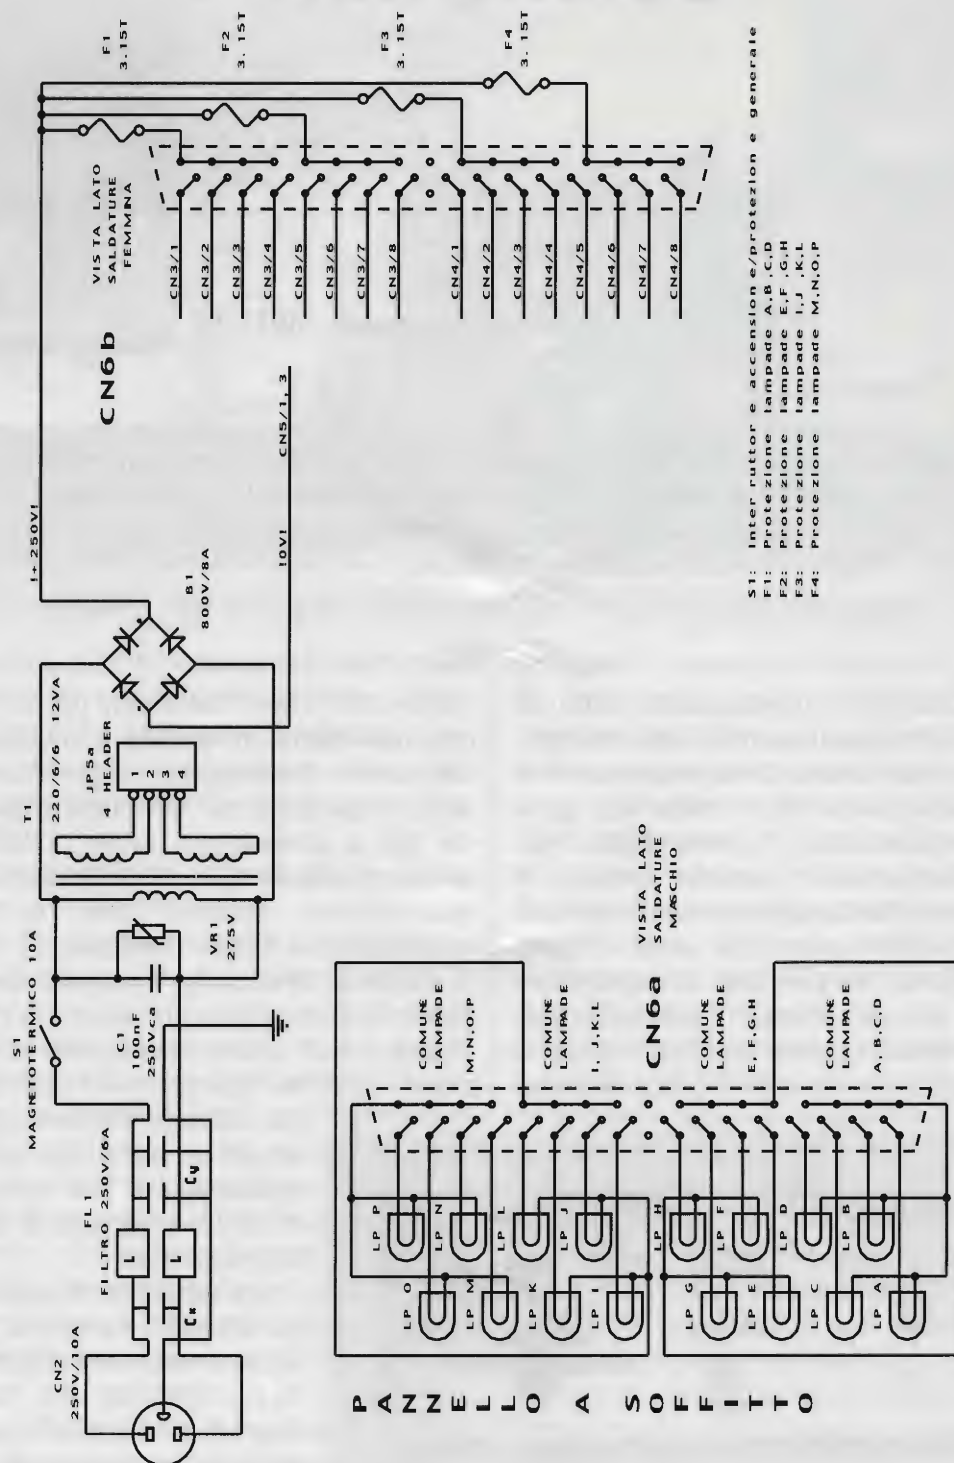 F1
3.15T
F2
3.15T
F3
3.15T
F4
3.15T
VISTA LATO
SALDATURE
FEMMINA
CN6b
CN3/1
CN3/2
CN3/3
CN3/4
CN3/5
CN3/6
CN3/7
CN3/8
CN4/1
CN4/2
CN4/3
CN4/4
CN4/5
CN4/6
CN4/7
CN4/8
!+250V!
!0V!
CN5/1, 3
B1
800V/8A
T1
220/6/6 12VA
JP5a
HEADER
4
1
2
3
4
VR1
275V
S1
MAGNETOTERMICO 10A
C1
100nF
250Vca
FL1
FILTRO 250V/6A
L
L
Cy
Cx
CN2
250V/10A
S1: Interruttore accensione/protezione generale
F1: Protezione lampade A,B,C,D
F2: Protezione lampade E,F,G,H
F3: Protezione lampade I,J,K,L
F4: Protezione lampade M,N,O,P
VISTA LATO
SALDATURE
MASCHIO
CN6a
COMUNE
LAMPADE
M,N,O,P
COMUNE
LAMPADE
I,J,K,L
COMUNE
LAMPADE
E,F,G,H
COMUNE
LAMPADE
A,B,C,D
LP P
LP N
LP L
LP J
LP H
LP F
LP D
LP B
LP O
LP M
LP K
LP I
LP G
LP E
LP C
LP A
PANNELLO A SOFFITTO